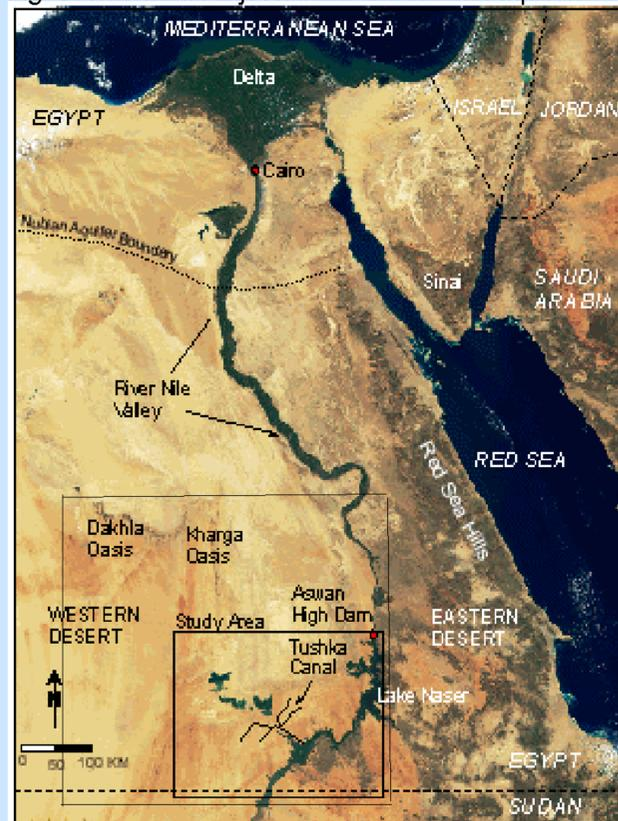 MEDITERRANEAN SEA
Delta
EGYPT
ISRAEL
JORDAN
Cairo
Nubian Aquifer Boundary
Sinai
SAUDI
ARABIA
River Nile
Valley
RED SEA
Red Sea Hills
Dakhla
Oasis
Kharga
Oasis
WESTERN
DESERT
Study Area
Aswan
High Dam
EASTERN
DESERT
Tushka
Canal
N
Lake Naser
0 50 100 KM
EGYPT
SUDAN